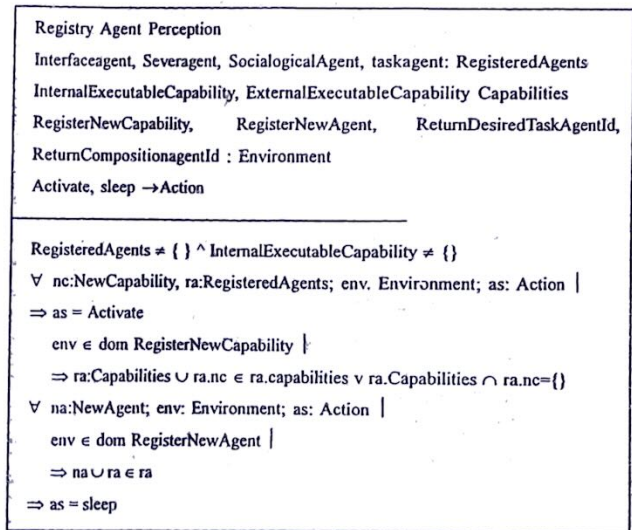 Registry Agent Perception
Interfaceagent, Severagent, SocialogicalAgent, taskagent: RegisteredAgents
InternalExecutableCapability, ExternalExecutableCapability Capabilities
RegisterNewCapability, RegisterNewAgent, ReturnDesiredTaskAgentId,
ReturnCompositionagentId : Environment
Activate, sleep →Action
RegisteredAgents ≠ { } ^ InternalExecutableCapability ≠ {}
∀ nc:NewCapability, ra:RegisteredAgents; env. Environment; as: Action |
⇒ as = Activate
env ∈ dom RegisterNewCapability |
⇒ ra:Capabilities ∪ ra.nc ∈ ra.capabilities v ra.Capabilities ∩ ra.nc={}
∀ na:NewAgent; env: Environment; as: Action |
env ∈ dom RegisterNewAgent |
⇒ na∪ra ∈ ra
⇒ as = sleep